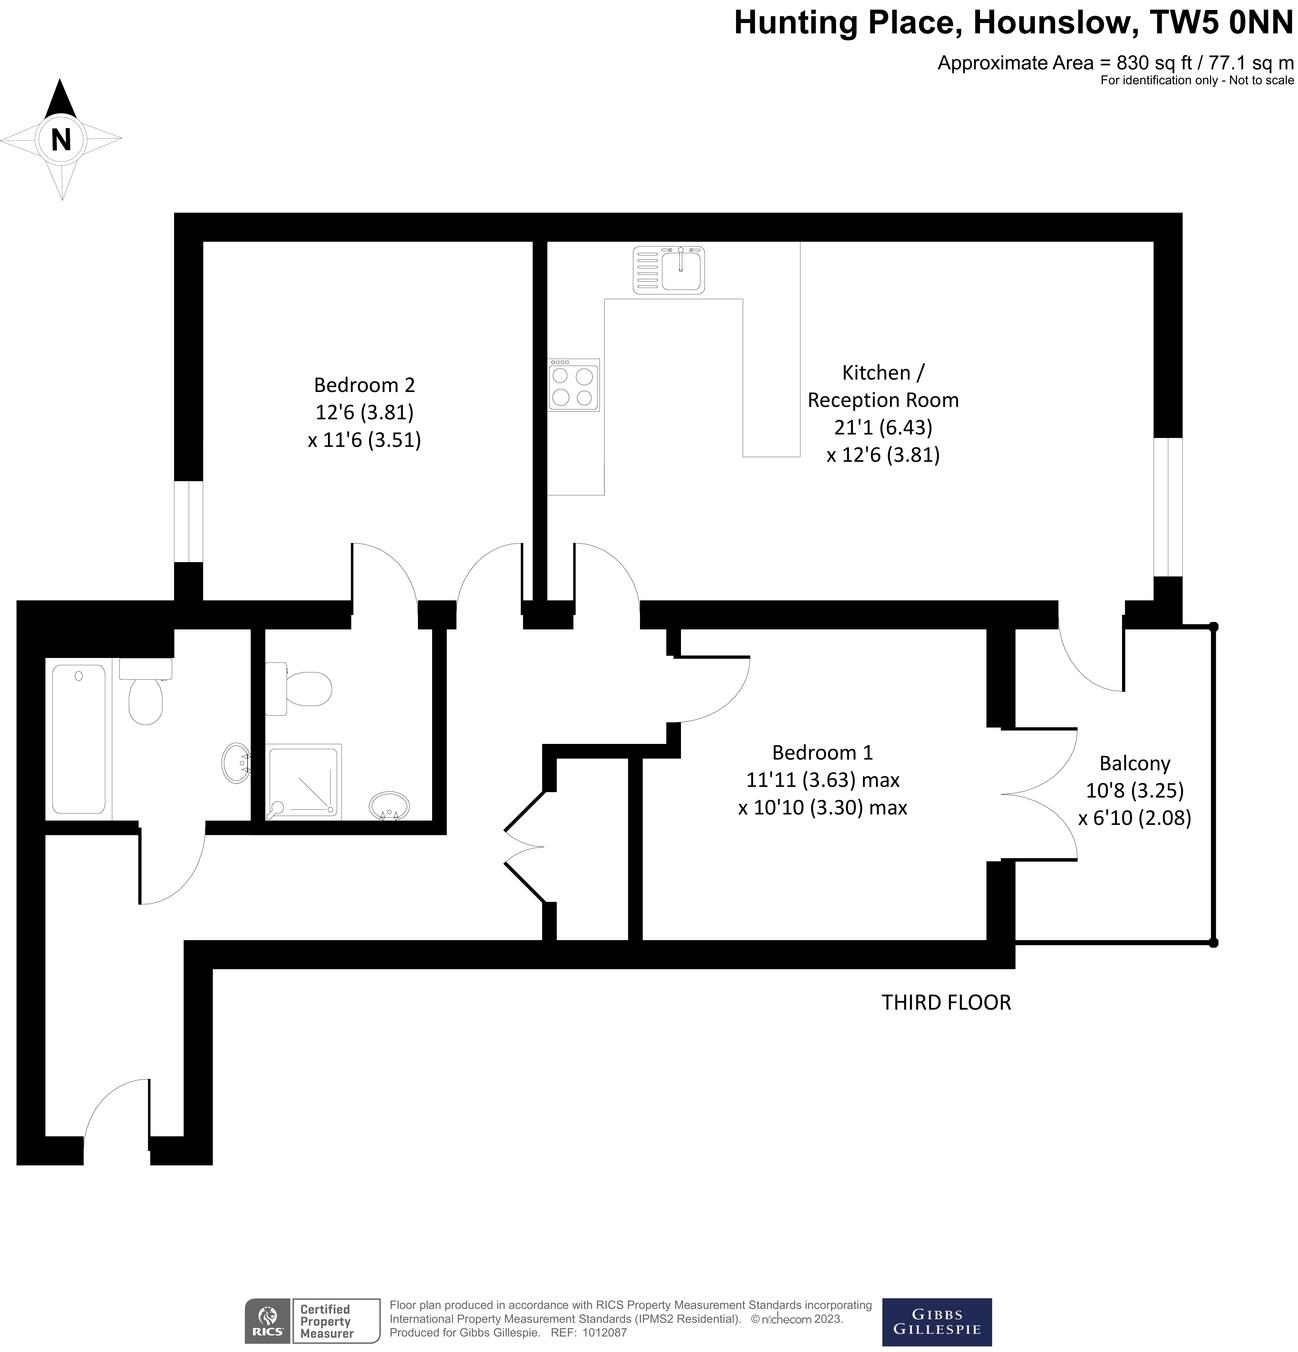 Hunting Place, Hounslow, TW5 0NN
Approximate Area = 830 sq ft / 77.1 sq m
For identification only - Not to scale
N
Bedroom 2
12'6 (3.81)
x 11'6 (3.51)
Kitchen /
Reception Room
21'1 (6.43)
x 12'6 (3.81)
Bedroom 1
11'11 (3.63) max
x 10'10 (3.30) max
Balcony
10'8 (3.25)
x 6'10 (2.08)
THIRD FLOOR
RICS
Certified
Property
Measurer
Floor plan produced in accordance with RICS Property Measurement Standards incorporating
International Property Measurement Standards (IPMS2 Residential). © nichecom 2023.
Produced for Gibbs Gillespie. REF: 1012087
GIBBS
GILLESPIE